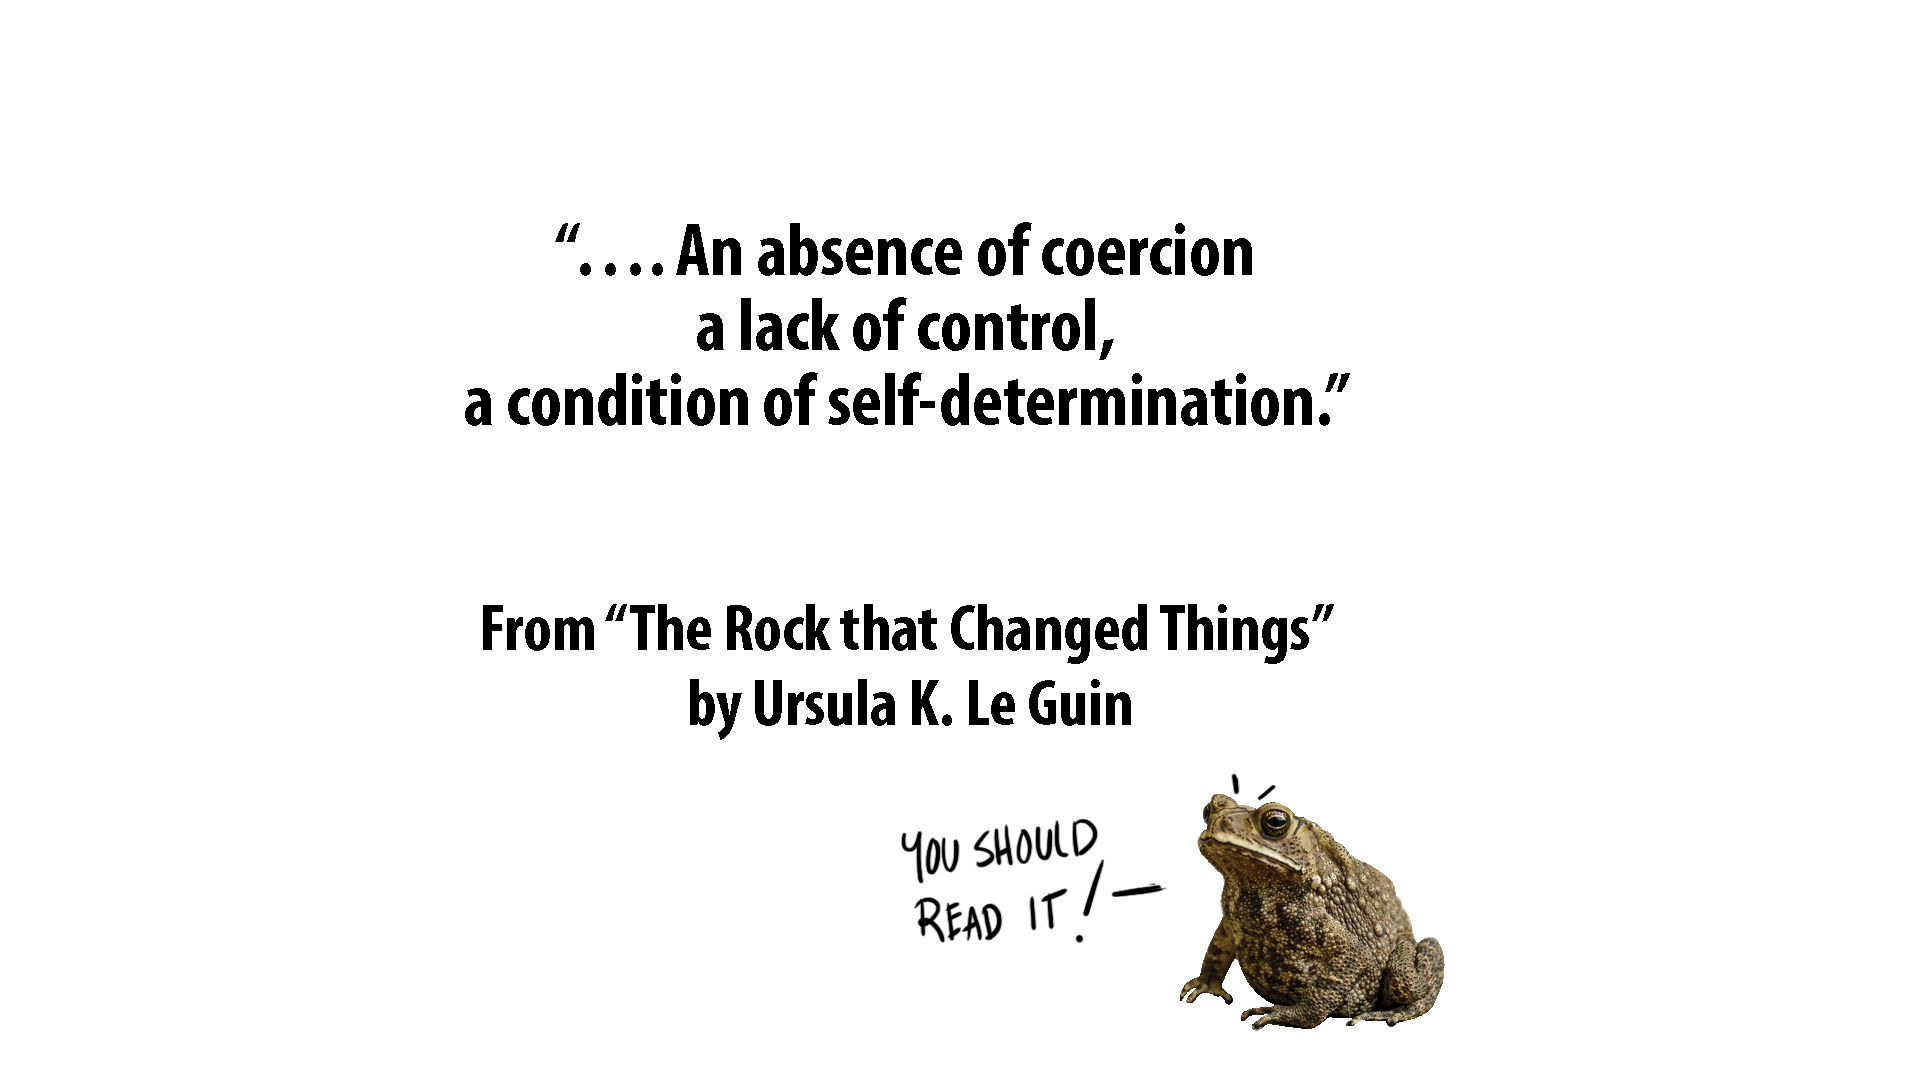 “. . . . An absence of coercion
a lack of control,
a condition of self-determination.”
From “The Rock that Changed Things”
by Ursula K. Le Guin
YOU SHOULD
READ IT!